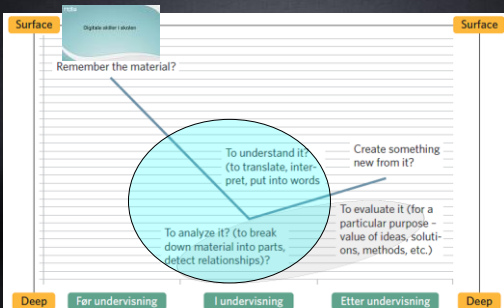 ndla
Digitale skiller i skolen
Surface
Surface
Remember the material?
To understand it?
(to translate, inter-
pret, put into words
Create something
new from it?
To analyze it? (to break
down material into parts,
detect relationships)?
To evaluate it (for a
particular purpose –
value of ideas, soluti-
ons, methods, etc.)
Deep
Før undervisning
I undervisning
Etter undervisning
Deep